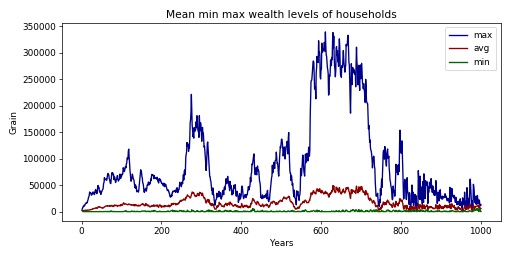 Mean min max wealth levels of households
350000
300000
250000
200000
150000
100000
50000
0
Grain
max
avg
min
0 200 400 600 800 1000
Years